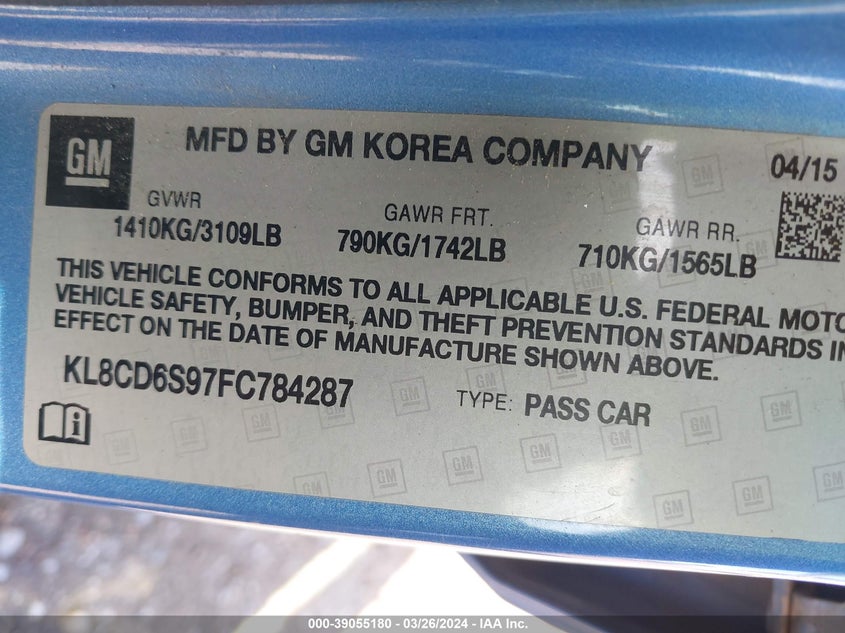 GM
MFD BY GM KOREA COMPANY
04/15
GVWR
1410KG/3109LB
GAWR FRT.
790KG/1742LB
GAWR RR.
710KG/1565LB
THIS VEHICLE CONFORMS TO ALL APPLICABLE U.S. FEDERAL MOTO
VEHICLE SAFETY, BUMPER, AND THEFT PREVENTION STANDARDS IN
EFFECT ON THE DATE OF MANUFACTURE SHOWN ABOVE.
KL8CD6S97FC784287
TYPE: PASS CAR
000-39055180 - 03/26/2024 - IAA Inc.